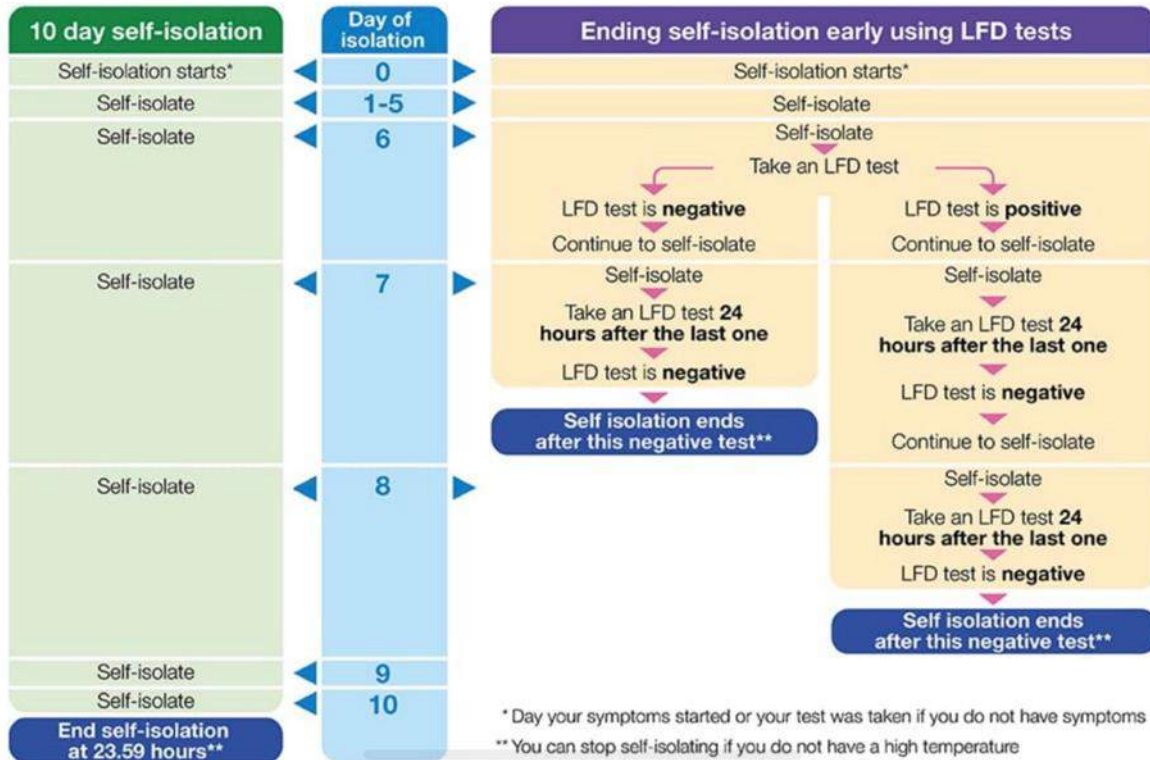 10 day self-isolation
Day of
isolation
Ending self-isolation early using LFD tests
Self-isolation starts*
0
Self-isolation starts*
Self-isolate
1-5
Self-isolate
Self-isolate
6
Self-isolate
Take an LFD test
LFD test is negative
LFD test is positive
Continue to self-isolate
Continue to self-isolate
Self-isolate
7
Self-isolate
Self-isolate
Take an LFD test 24
hours after the last one
Take an LFD test 24
hours after the last one
LFD test is negative
LFD test is negative
Self isolation ends
after this negative test**
Continue to self-isolate
Self-isolate
8
Self-isolate
Take an LFD test 24
hours after the last one
LFD test is negative
Self isolation ends
after this negative test**
Self-isolate
9
Self-isolate
10
End self-isolation
at 23.59 hours**
* Day your symptoms started or your test was taken if you do not have symptoms
** You can stop self-isolating if you do not have a high temperature